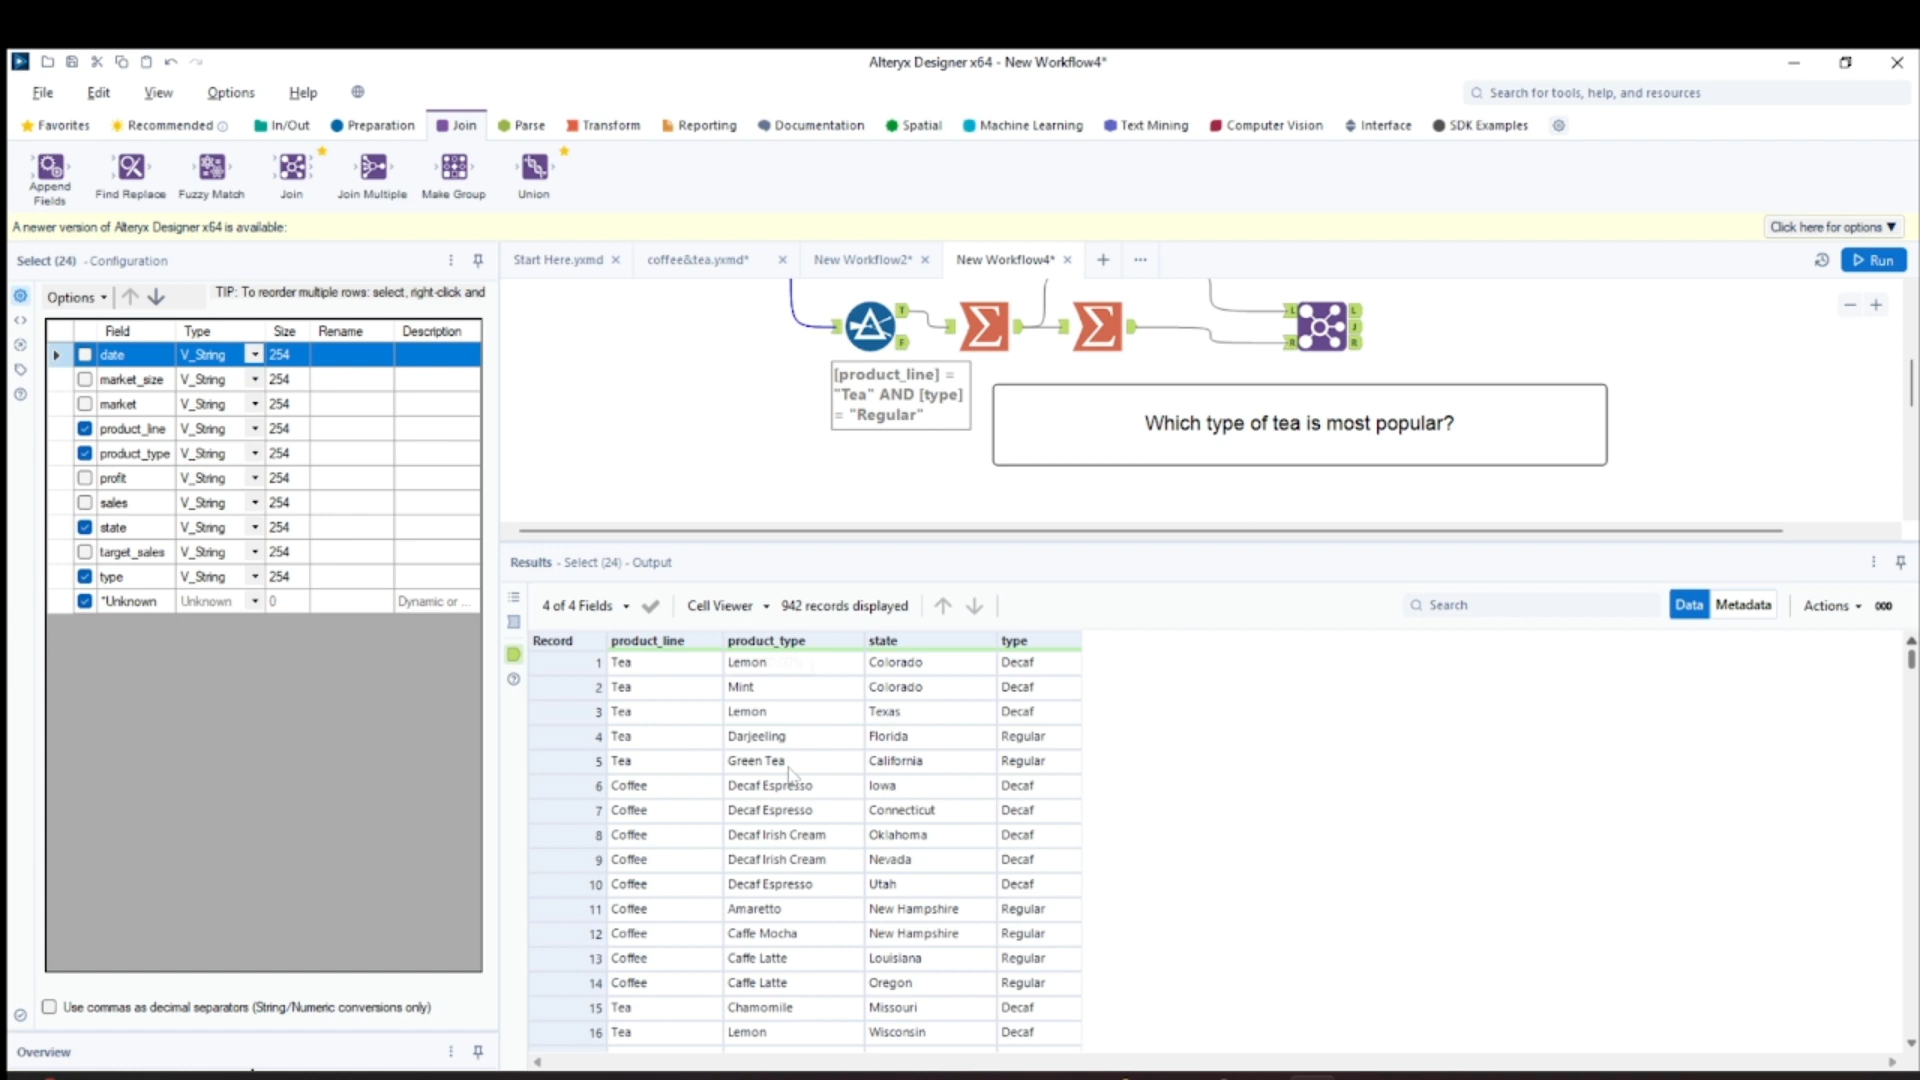 Alteryx Designer x64 - New Workflow4*
File Edit View Options Help
Search for tools, help, and resources
Favorites Recommended In/Out Preparation Join Parse Transform Reporting Documentation Spatial Machine Learning Text Mining Computer Vision Interface SDK Examples
Append Fields
Find Replace
Fuzzy Match
Join
Join Multiple
Make Group
Union
A newer version of Alteryx Designer x64 is available:
Click here for options ▼
Select (24) - Configuration
Start Here.yxmd
coffee&tea.yxmd*
New Workflow2*
New Workflow4*
Run
Options
TIP: To reorder multiple rows: select, right-click and
Field Type Size Rename Description
date V_String 254
market_size V_String 254
market V_String 254
product_line V_String 254
product_type V_String 254
profit V_String 254
sales V_String 254
state V_String 254
target_sales V_String 254
type V_String 254
*Unknown Unknown 0 Dynamic or ...
Use commas as decimal separators (String/Numeric conversions only)
Overview
T
F
L
R
L
J
R
[product_line] =
"Tea" AND [type]
= "Regular"
Which type of tea is most popular?
Results - Select (24) - Output
4 of 4 Fields Cell Viewer 942 records displayed
Search
Data Metadata Actions 000
Record product_line product_type state type
1 Tea Lemon Colorado Decaf
2 Tea Mint Colorado Decaf
3 Tea Lemon Texas Decaf
4 Tea Darjeeling Florida Regular
5 Tea Green Tea California Regular
6 Coffee Decaf Espresso Iowa Decaf
7 Coffee Decaf Espresso Connecticut Decaf
8 Coffee Decaf Irish Cream Oklahoma Decaf
9 Coffee Decaf Irish Cream Nevada Decaf
10 Coffee Decaf Espresso Utah Decaf
11 Coffee Amaretto New Hampshire Regular
12 Coffee Caffe Mocha New Hampshire Regular
13 Coffee Caffe Latte Louisiana Regular
14 Coffee Caffe Latte Oregon Regular
15 Tea Chamomile Missouri Decaf
16 Tea Lemon Wisconsin Decaf